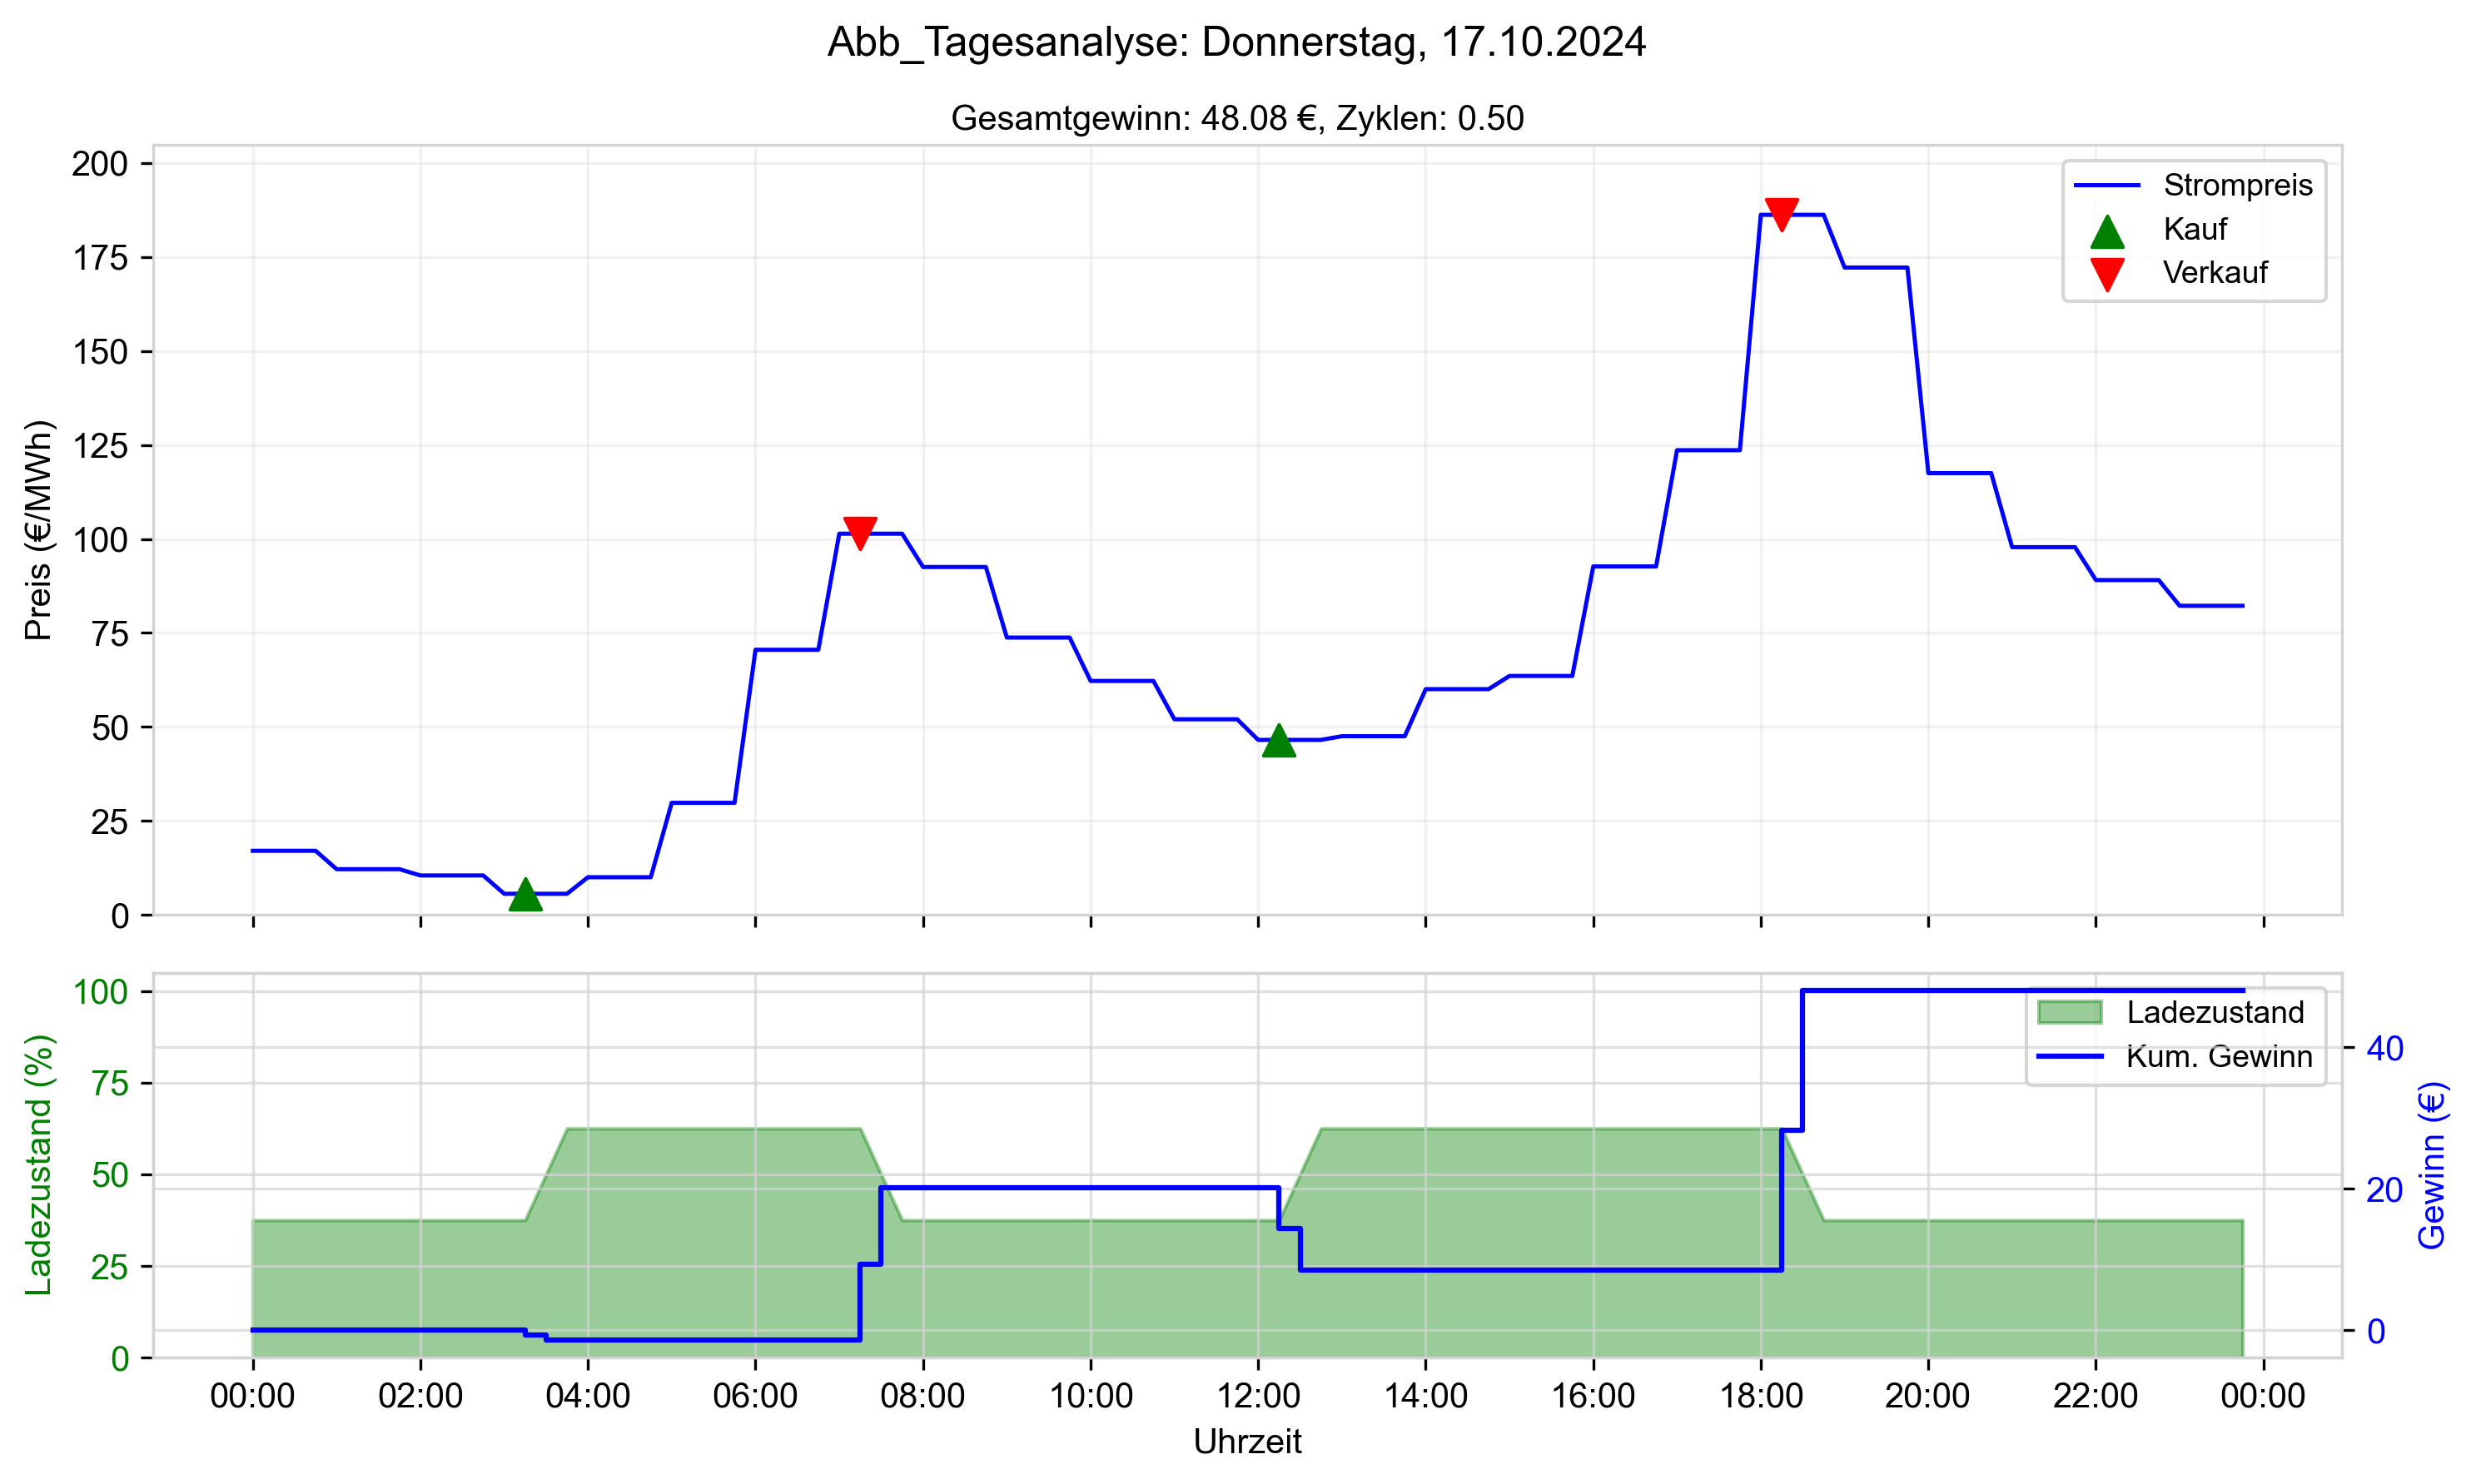 Abb_Tagesanalyse: Donnerstag, 17.10.2024
Gesamtgewinn: 48.08 €, Zyklen: 0.50
Preis (€/MWh)
200
175
150
125
100
75
50
25
0
Strompreis
Kauf
Verkauf
Ladezustand (%)
100
75
50
25
0
Ladezustand
Kum. Gewinn
40
20
0
Gewinn (€)
00:00 02:00 04:00 06:00 08:00 10:00 12:00 14:00 16:00 18:00 20:00 22:00 00:00
Uhrzeit